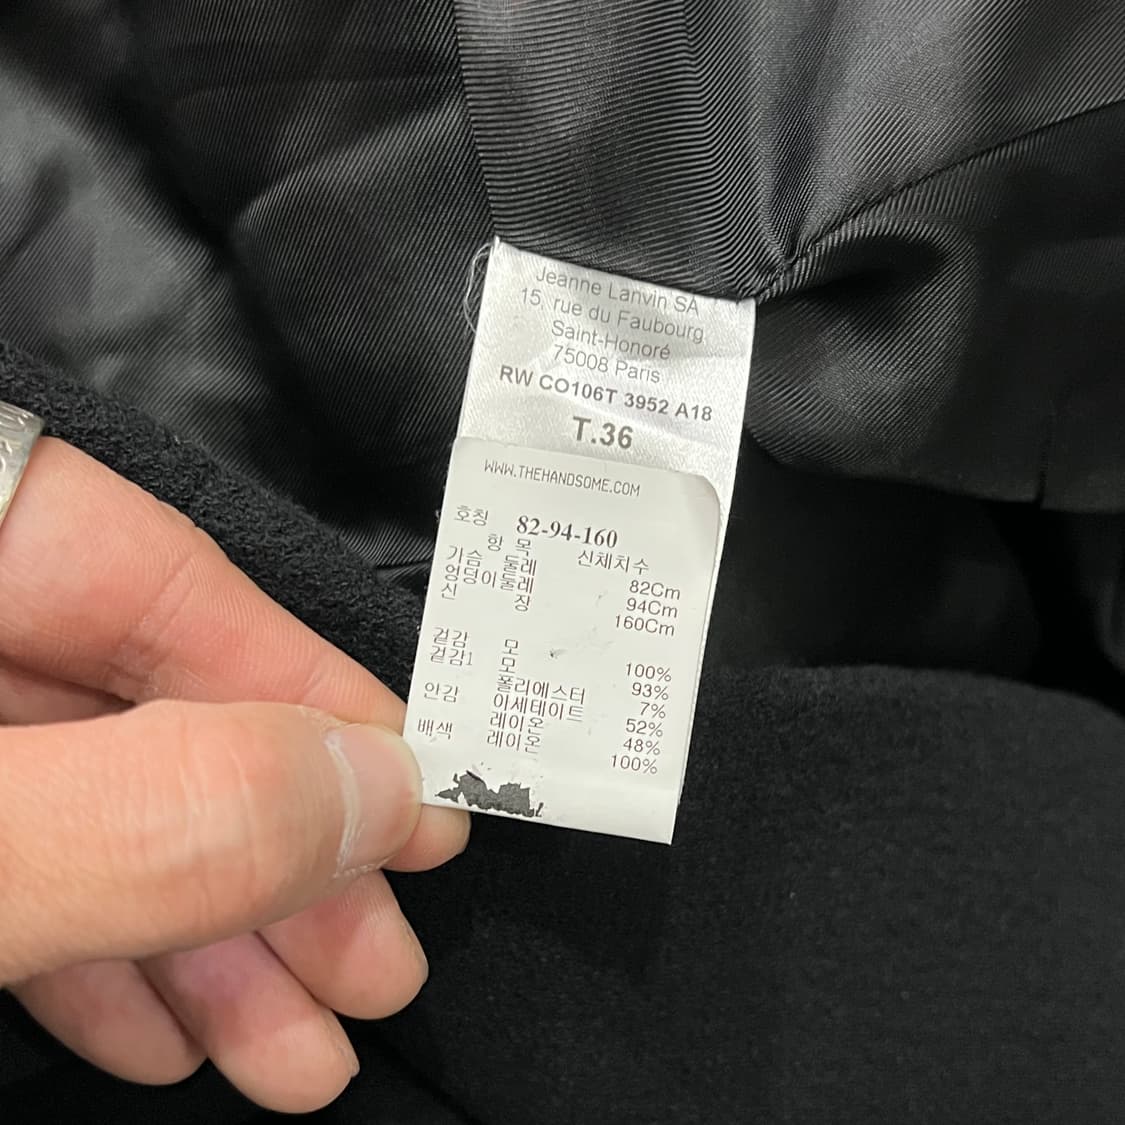 Jeanne Lanvin SA
15, rue du Faubourg
Saint-Honoré
75008 Paris
RW CO106T 3952 A18
T.36
WWW.THEHANDSOME.COM
호칭 82-94-160
항 목 신체치수
가슴 둘레 82Cm
엉덩이둘레 94Cm
신 장 160Cm
겉감 모 100%
겉감1 모 93%
폴리에스터 7%
안감 아세테이트 52%
레이온 48%
배색 레이온 100%